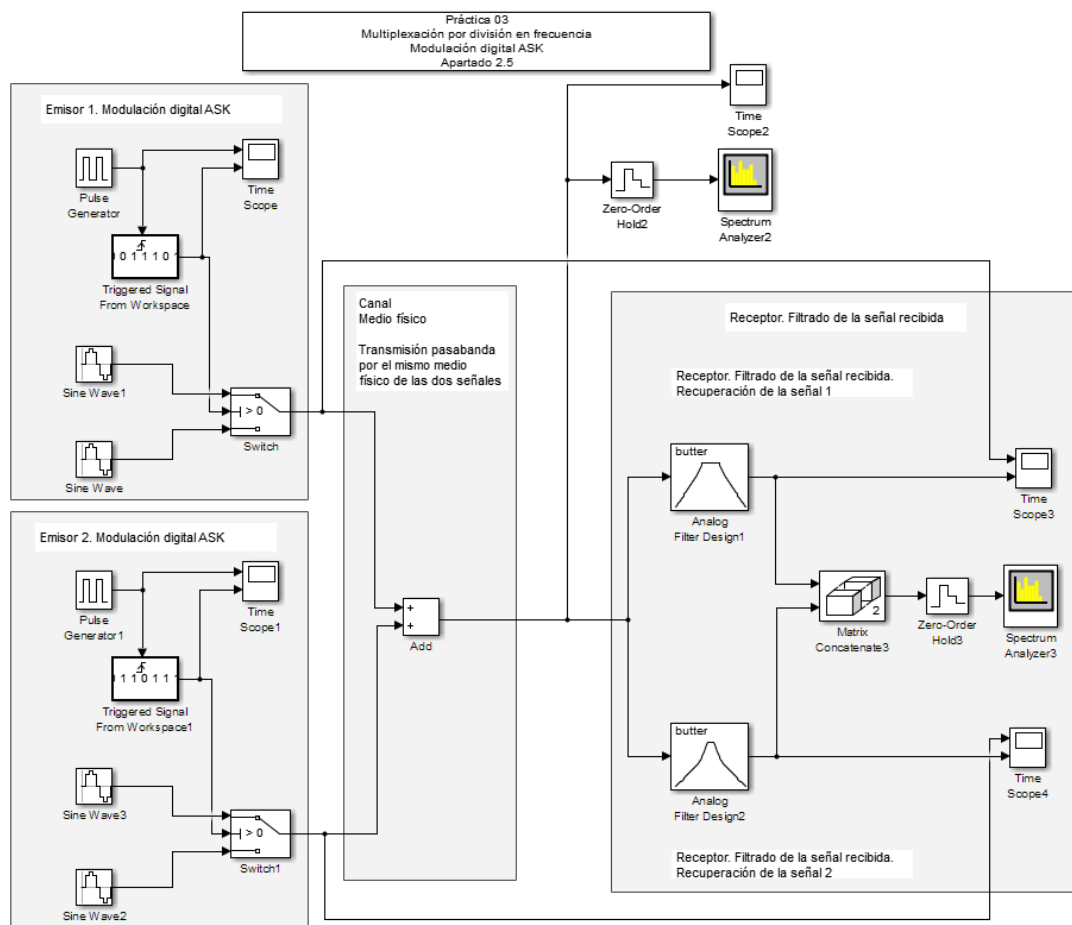 Práctica 03
Multiplexación por división en frecuencia
Modulación digital ASK
Apartado 2.5
Emisor 1. Modulación digital ASK
Pulse
Generator
Time
Scope
0 1 1 1 0 1
Triggered Signal
From Workspace
Sine Wave1
> 0
Switch
Sine Wave
Time
Scope2
Zero-Order
Hold2
Spectrum
Analyzer2
Canal
Medio físico
Transmisión pasabanda
por el mismo medio
físico de las dos señales
+
+
Add
Emisor 2. Modulación digital ASK
Pulse
Generator1
Time
Scope1
1 1 0 1 1 1
Triggered Signal
From Workspace1
Sine Wave3
> 0
Switch1
Sine Wave2
Receptor. Filtrado de la señal recibida
Receptor. Filtrado de la señal recibida.
Recuperación de la señal 1
butter
Analog
Filter Design1
Time
Scope3
2
Matrix
Concatenate3
Zero-Order
Hold3
Spectrum
Analyzer3
butter
Analog
Filter Design2
Time
Scope4
Receptor. Filtrado de la señal recibida.
Recuperación de la señal 2